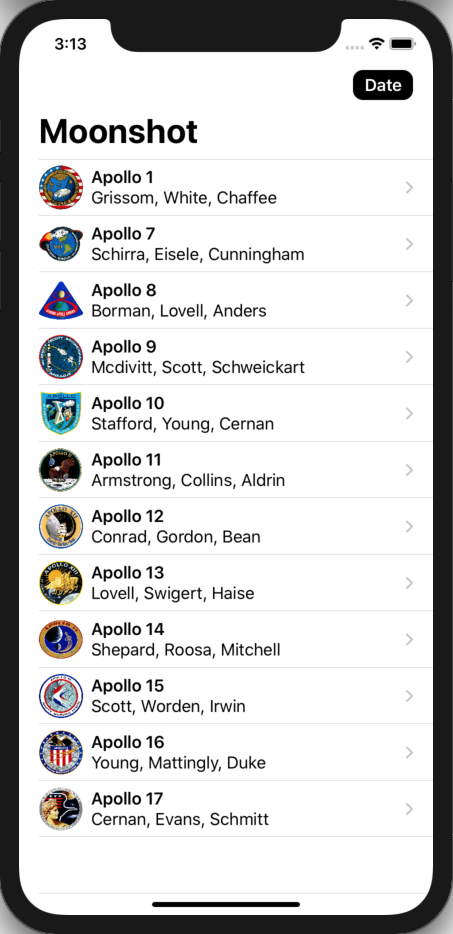 3:13
Date
Moonshot
Apollo 1
Grissom, White, Chaffee
Apollo 7
Schirra, Eisele, Cunningham
Apollo 8
Borman, Lovell, Anders
Apollo 9
Mcdivitt, Scott, Schweickart
Apollo 10
Stafford, Young, Cernan
Apollo 11
Armstrong, Collins, Aldrin
Apollo 12
Conrad, Gordon, Bean
Apollo 13
Lovell, Swigert, Haise
Apollo 14
Shepard, Roosa, Mitchell
Apollo 15
Scott, Worden, Irwin
Apollo 16
Young, Mattingly, Duke
Apollo 17
Cernan, Evans, Schmitt